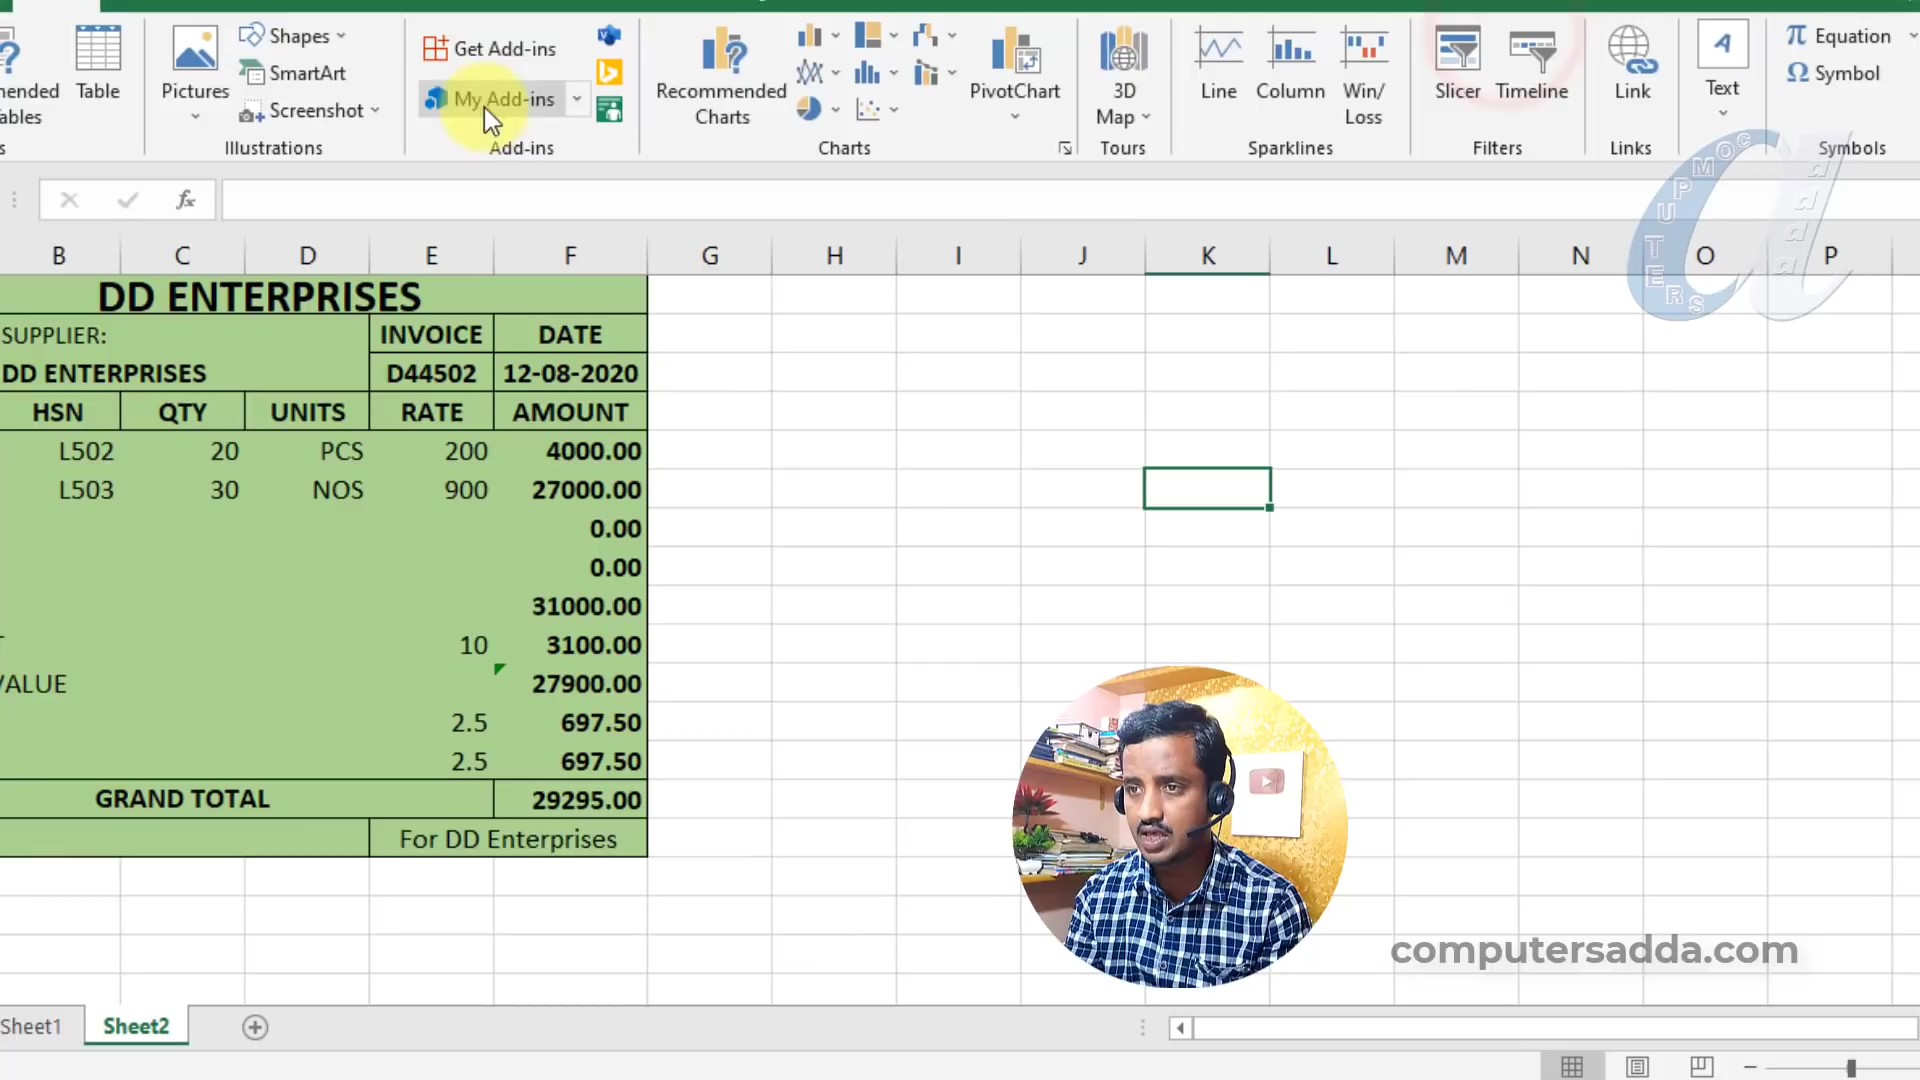 Shapes
Get Add-ins
Equation
SmartArt
Symbol
Table
Pictures
Screenshot
My Add-ins
Recommended
Charts
PivotChart
3D
Map
Line
Column
Win/
Loss
Slicer
Timeline
Link
Text
Illustrations
Add-ins
Charts
Tours
Sparklines
Filters
Links
Symbols
fx
COMPUTERS
adda
B C D E F G H I J K L M N O P
DD ENTERPRISES
SUPPLIER: INVOICE DATE
DD ENTERPRISES D44502 12-08-2020
HSN QTY UNITS RATE AMOUNT
L502 20 PCS 200 4000.00
L503 30 NOS 900 27000.00
0.00
0.00
31000.00
T 10 3100.00
VALUE 27900.00
2.5 697.50
2.5 697.50
GRAND TOTAL 29295.00
For DD Enterprises
computersadda.com
Sheet1 Sheet2